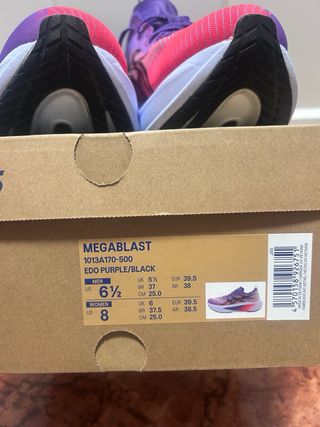 MEGABLAST
1013A170-500
EDO PURPLE/BLACK
MEN
US 6½
UK 5½ EUR 39.5
BR 37 AR 38
CM 25.0
WOMEN
US 8
UK 6 EUR 39.5
BR 37.5 AR 38.5
CM 25.0
4570158926751